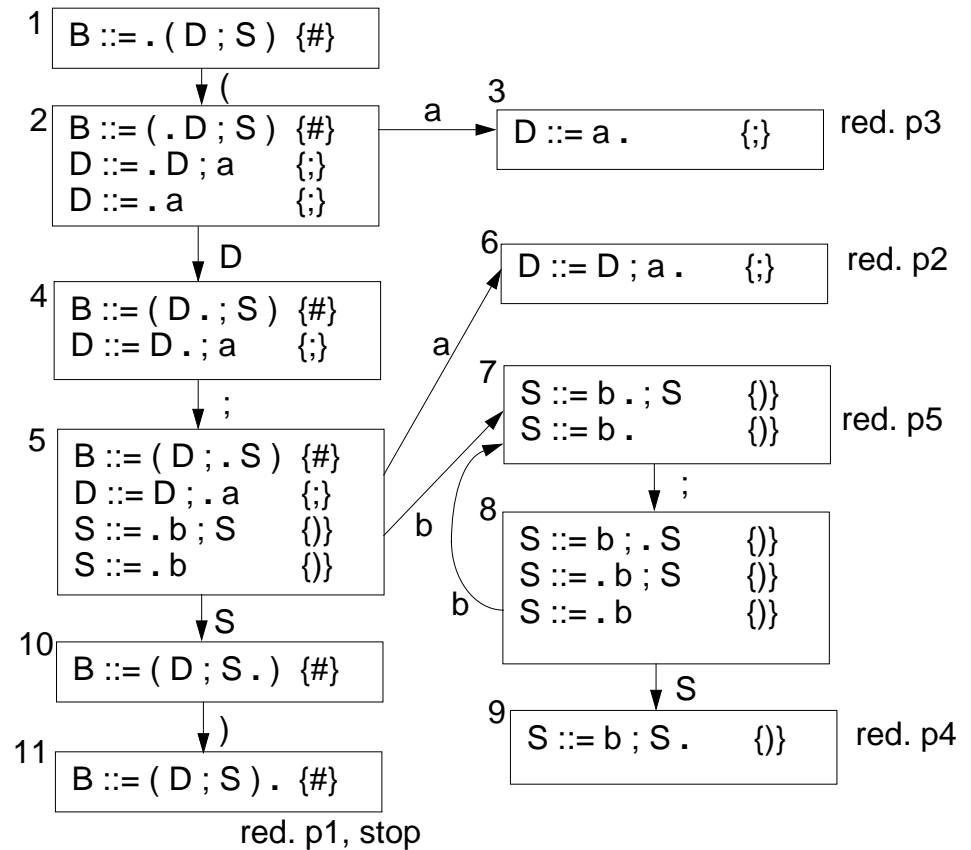 1
B ::= . ( D ; S ) {#}
(
2
B ::= ( . D ; S ) {#}
D ::= . D ; a {;}
D ::= . a {;}
a
3
D ::= a . {;}
red. p3
D
4
B ::= ( D . ; S ) {#}
D ::= D . ; a {;}
;
5
B ::= ( D ; . S ) {#}
D ::= D ; . a {;}
S ::= . b ; S {)}
S ::= . b {)}
a
6
D ::= D ; a . {;}
red. p2
b
7
S ::= b . ; S {)}
S ::= b . {)}
red. p5
;
8
S ::= b ; . S {)}
S ::= . b ; S {)}
S ::= . b {)}
b
S
9
S ::= b ; S . {)}
red. p4
S
10
B ::= ( D ; S . ) {#}
)
11
B ::= ( D ; S ) . {#}
red. p1, stop